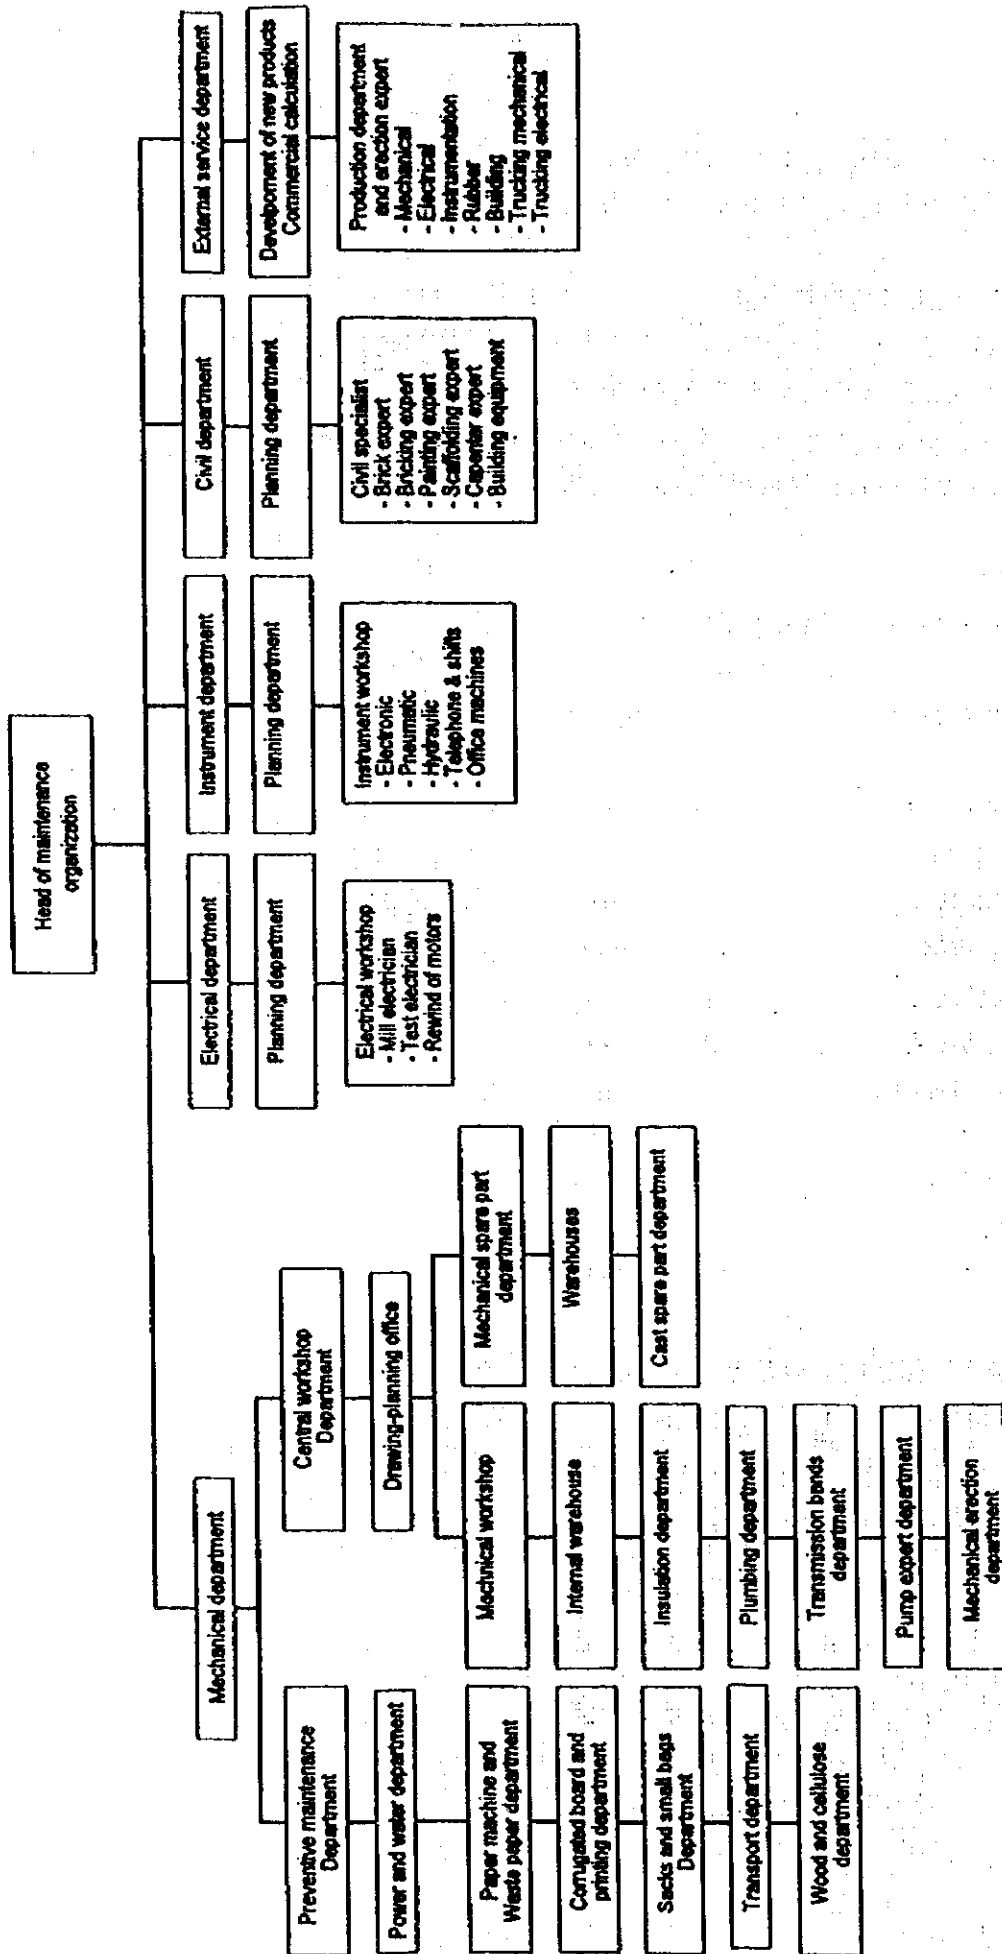 Head of maintenance
organization
Mechanical department
Electrical department
Instrument department
Civil department
External service department
Preventive maintenance
Department
Power and water department
Paper machine and
Waste paper department
Corrugated board and
printing department
Sacks and small bags
Department
Transport department
Wood and cellulose
department
Central workshop
Department
Drawing-planning office
Mechnical workshop
Internal warehouse
Insulation department
Plumbing department
Transmission bands
department
Pump expert department
Mechanical erection
department
Mechanical spare part
department
Warehouses
Cast spare part department
Planning department
Electrical workshop
- Mill electrician
- Test electrician
- Rewind of motors
Planning department
Instrument workshop
- Electronic
- Pneumatic
- Hydraulic
- Telephone & shifts
- Office machines
Planning department
Civil specialist
- Brick expert
- Bricking expert
- Painting expert
- Scaffolding expert
- Capenter expert
- Building equipment
Develpoment of new products
Commercial calculation
Production department
and erection expert
- Mechanical
- Electrical
- Instrumentation
- Rubber
- Building
- Trucking mechanical
- Trucking electrical